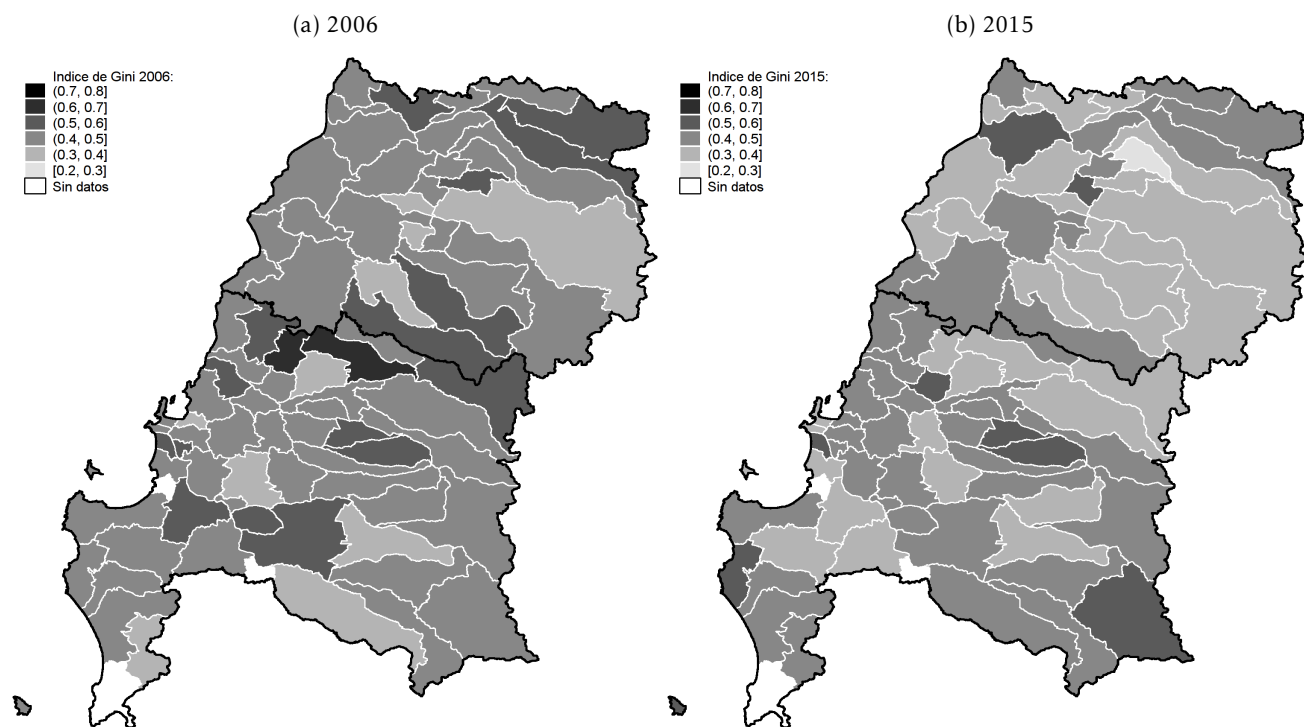 (a) 2006
Indice de Gini 2006:
(0.7, 0.8]
(0.6, 0.7]
(0.5, 0.6]
(0.4, 0.5]
(0.3, 0.4]
[0.2, 0.3]
Sin datos
(b) 2015
Indice de Gini 2015:
(0.7, 0.8]
(0.6, 0.7]
(0.5, 0.6]
(0.4, 0.5]
(0.3, 0.4]
[0.2, 0.3]
Sin datos